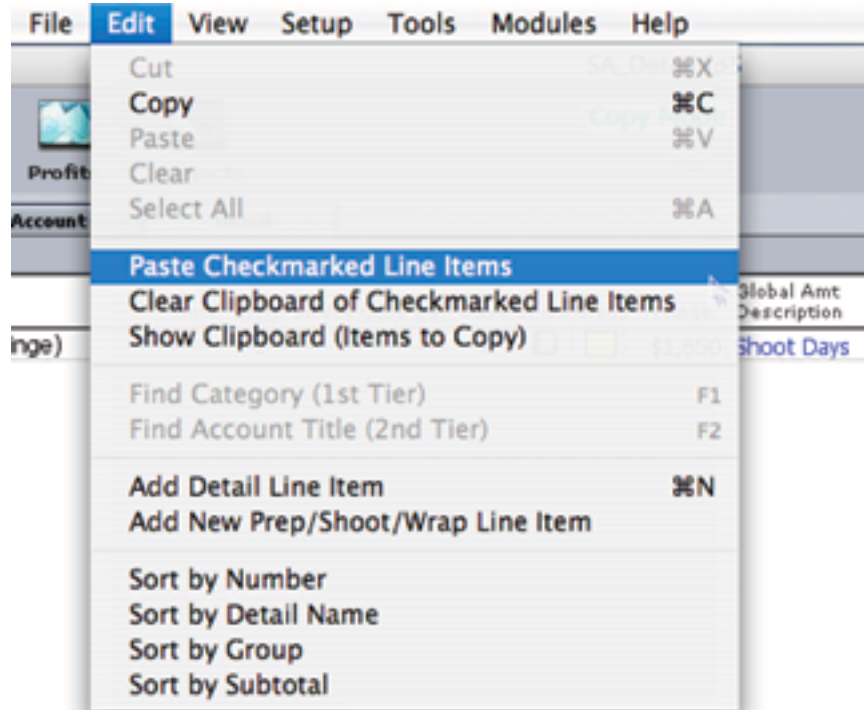 File Edit View Setup Tools Modules Help
Cut ⌘X
Copy ⌘C
Paste ⌘V
Clear
Select All ⌘A
Paste Checkmarked Line Items
Clear Clipboard of Checkmarked Line Items
Show Clipboard (Items to Copy)
Find Category (1st Tier) F1
Find Account Title (2nd Tier) F2
Add Detail Line Item ⌘N
Add New Prep/Shoot/Wrap Line Item
Sort by Number
Sort by Detail Name
Sort by Group
Sort by Subtotal
Profit
Account
nge)
Global Amt
Description
$1,650 Shoot Days